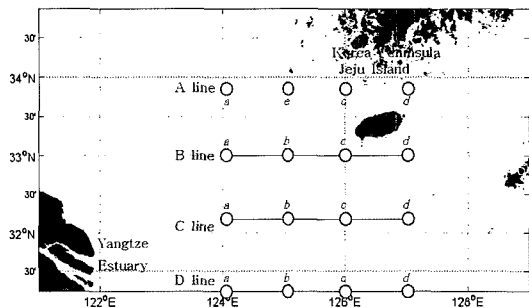 30'
Korea Peninsula
34°N
Jeju Island
A line
a e c d
30'
a b c d
33°N
B line
a b c d
C line
32°N
Yangtze
Estuary
30'
D line
a b c d
122°E 124°E 126°E 128°E